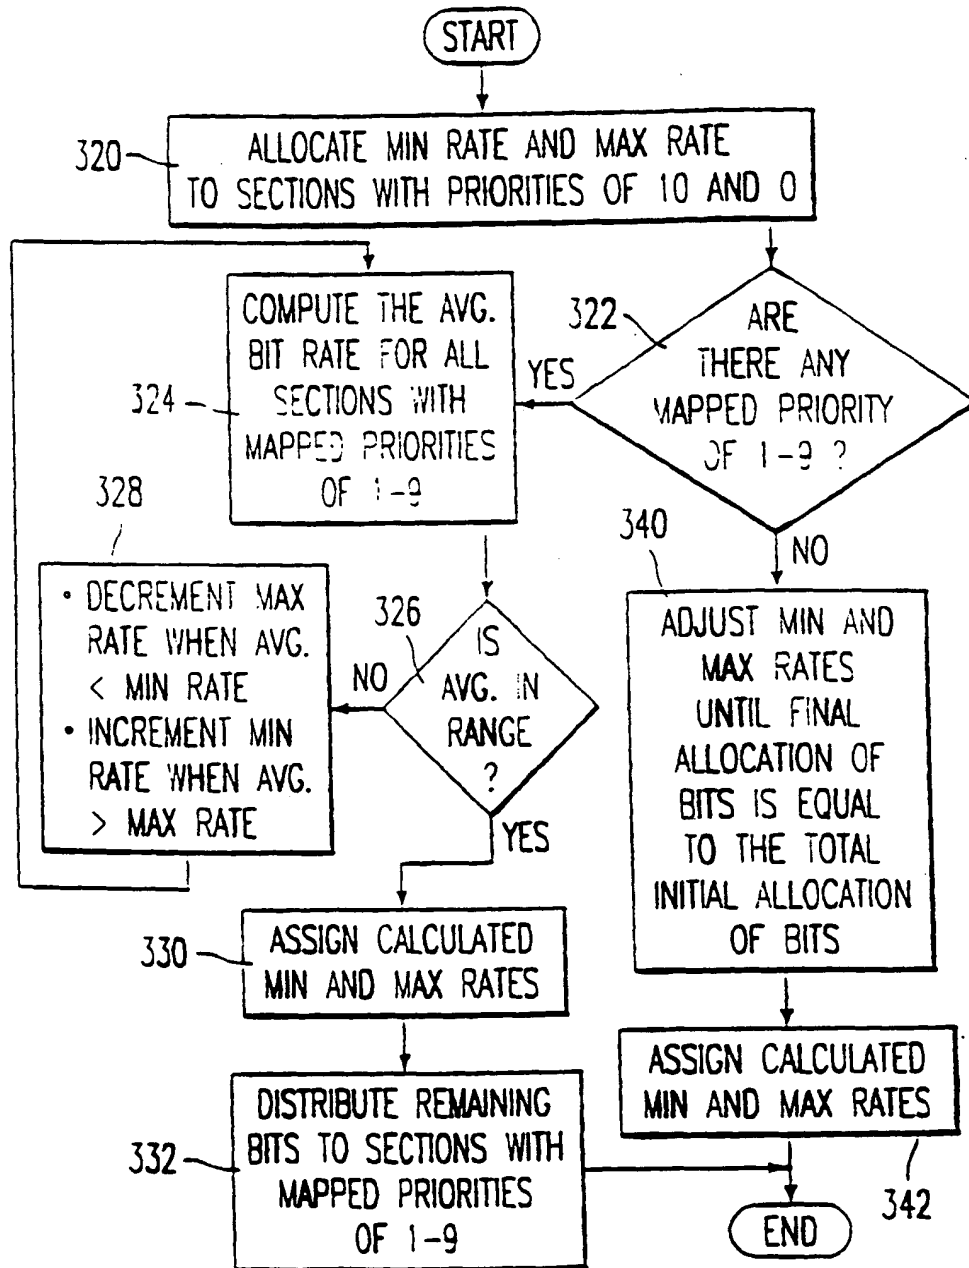 START
320
ALLOCATE MIN RATE AND MAX RATE
TO SECTIONS WITH PRIORITIES OF 10 AND 0
322
ARE
THERE ANY
MAPPED PRIORITY
OF 1-9 ?
YES
324
COMPUTE THE AVG.
BIT RATE FOR ALL
SECTIONS WITH
MAPPED PRIORITIES
OF 1-9
NO
328
• DECREMENT MAX
RATE WHEN AVG.
< MIN RATE
• INCREMENT MIN
RATE WHEN AVG.
> MAX RATE
326
IS
AVG. IN
RANGE
?
NO
YES
340
ADJUST MIN AND
MAX RATES
UNTIL FINAL
ALLOCATION OF
BITS IS EQUAL
TO THE TOTAL
INITIAL ALLOCATION
OF BITS
330
ASSIGN CALCULATED
MIN AND MAX RATES
332
DISTRIBUTE REMAINING
BITS TO SECTIONS WITH
MAPPED PRIORITIES
OF 1-9
ASSIGN CALCULATED
MIN AND MAX RATES
342
END